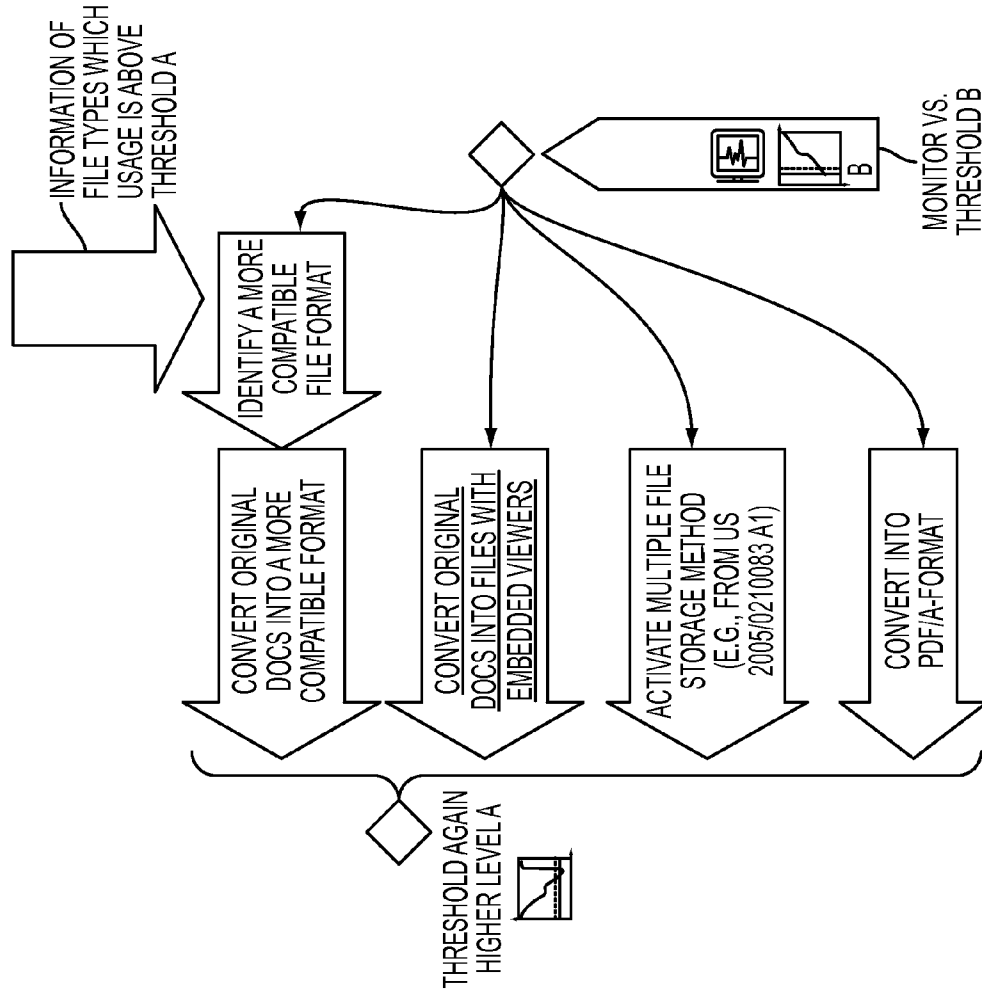 INFORMATION OF
FILE TYPES WHICH
USAGE IS ABOVE
THRESHOLD A
IDENTIFY A MORE
COMPATIBLE
FILE FORMAT
MONITOR VS.
THRESHOLD B
B
CONVERT ORIGINAL
DOCS INTO A MORE
COMPATIBLE FORMAT
CONVERT ORIGINAL
DOCS INTO FILES WITH
EMBEDDED VIEWERS
ACTIVATE MULTIPLE FILE
STORAGE METHOD
(E.G., FROM US
2005/0210083 A1)
CONVERT INTO
PDF/A-FORMAT
THRESHOLD AGAIN
HIGHER LEVEL A